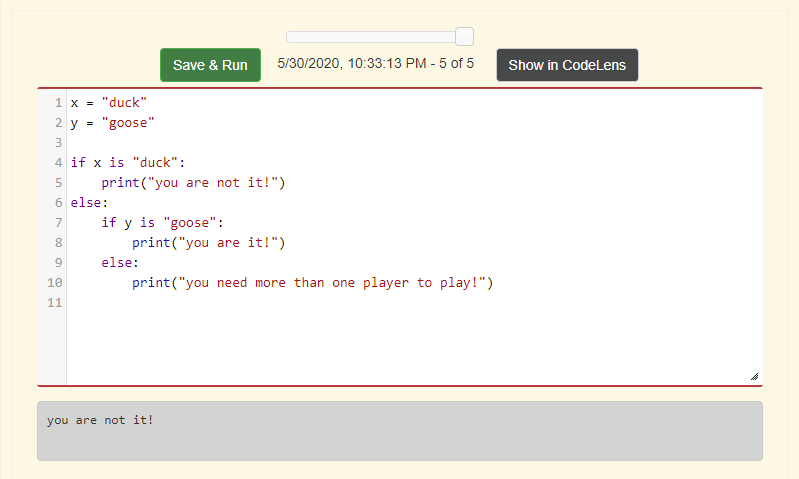 Save & Run 5/30/2020, 10:33:13 PM - 5 of 5 Show in CodeLens
1 x = "duck"
2 y = "goose"
3
4 if x is "duck":
5     print("you are not it!")
6 else:
7     if y is "goose":
8         print("you are it!")
9     else:
10         print("you need more than one player to play!")
11
you are not it!